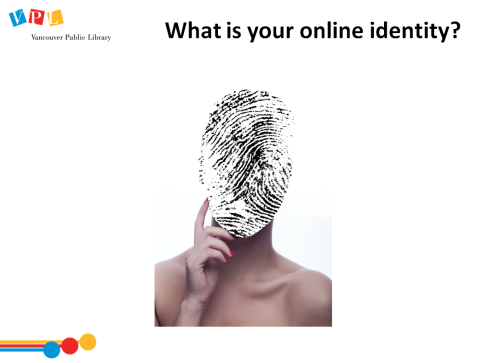 VPL
Vancouver Public Library
What is your online identity?